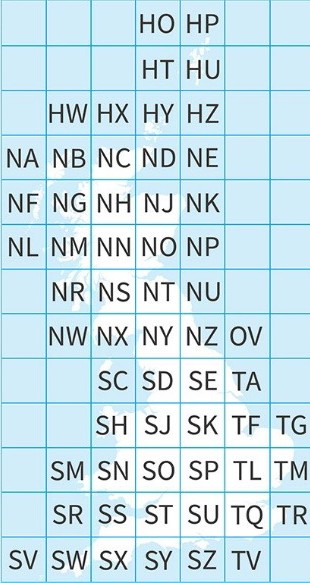 HO HP
HT HU
HW HX HY HZ
NA NB NC ND NE
NF NG NH NJ NK
NL NM NN NO NP
NR NS NT NU
NW NX NY NZ OV
SC SD SE TA
SH SJ SK TF TG
SM SN SO SP TL TM
SR SS ST SU TQ TR
SV SW SX SY SZ TV